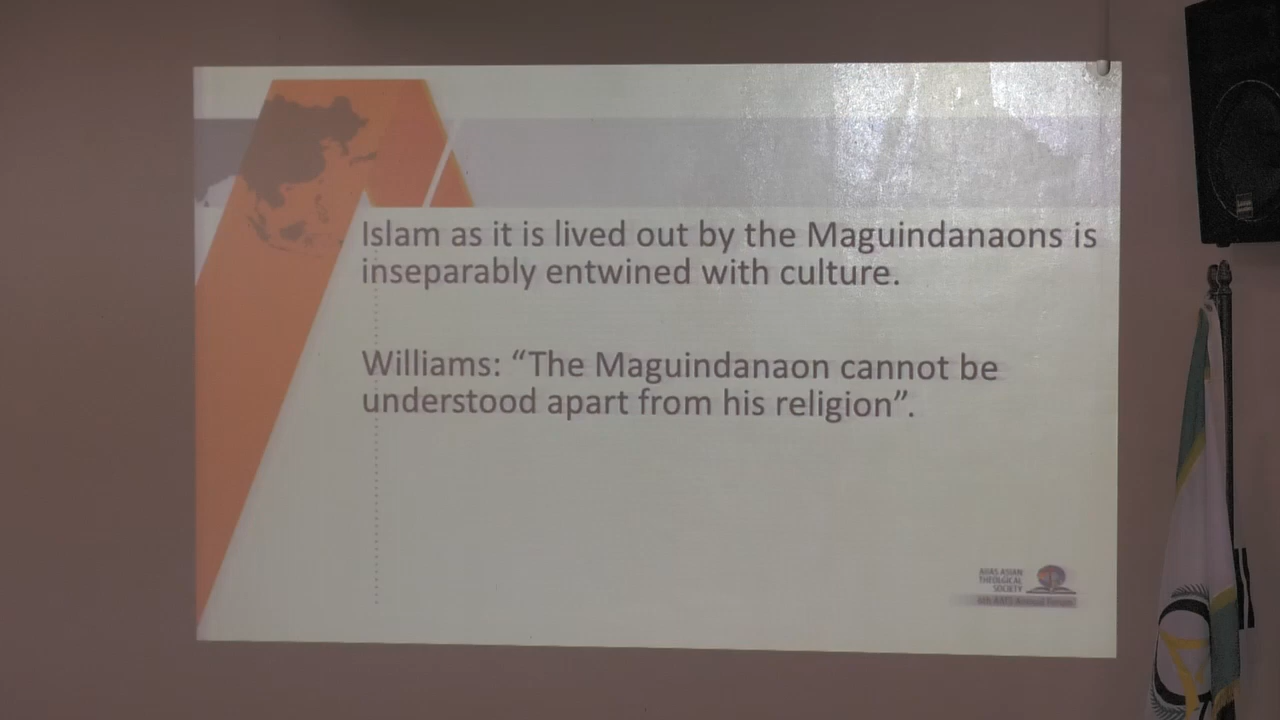 Islam as it is lived out by the Maguindanaons is
inseparably entwined with culture.
Williams: “The Maguindanaon cannot be
understood apart from his religion”.
ASIAN
SOCIETY